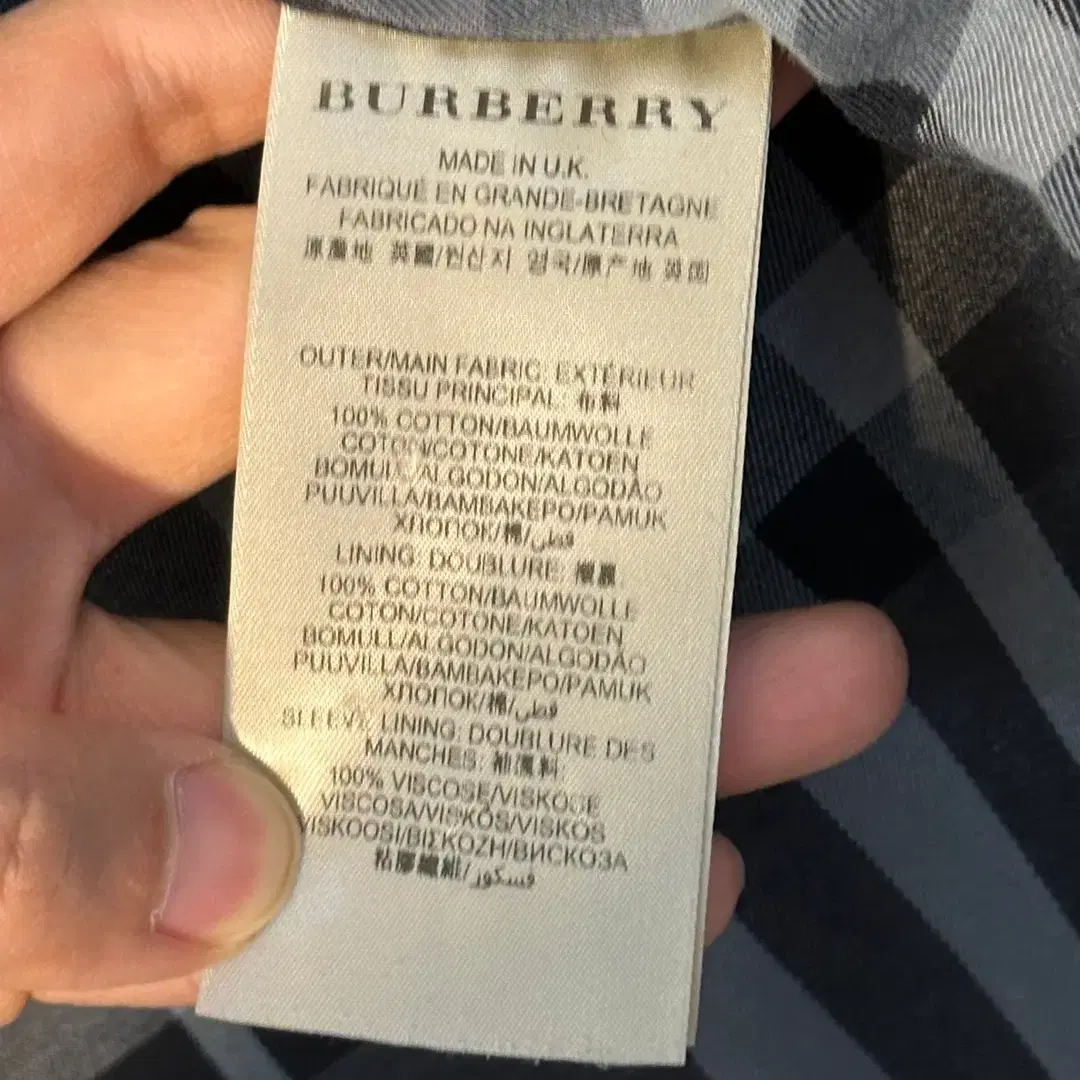 BURBERRY
MADE IN U.K.
FABRIQUÉ EN GRANDE-BRETAGNE
FABRICADO NA INGLATERRA
原產地 英國/원산지 영국/原产地 英国
OUTER/MAIN FABRIC: EXTÉRIEUR
TISSU PRINCIPAL: 布料
100% COTTON/BAUMWOLLE
COTON/COTONE/KATOEN
BOMULL/ALGODON/ALGODÃO
PUUVILLA/ΒΑΜΒΑΚΕΡΟ/PAMUK
ХЛОПОК/棉/قطن
LINING: DOUBLURE: 裡
100% COTTON/BAUMWOLLE
COTON/COTONE/KATOEN
BOMULL/ALGODON/ALGODÃO
PUUVILLA/ΒΑΜΒΑΚΕΡΟ/PAMUK
ХЛОПОК/棉/قطن
SLEEVE LINING: DOUBLURE DES
MANCHES: 袖裡料:
100% VISCOSE/VISKOSE
VISCOSA/VISKÓS/VISKOS
VISKOOSI/ΒΙΣΚΟΖΗ/ВИСКОЗА
粘膠纖維/فسكوز